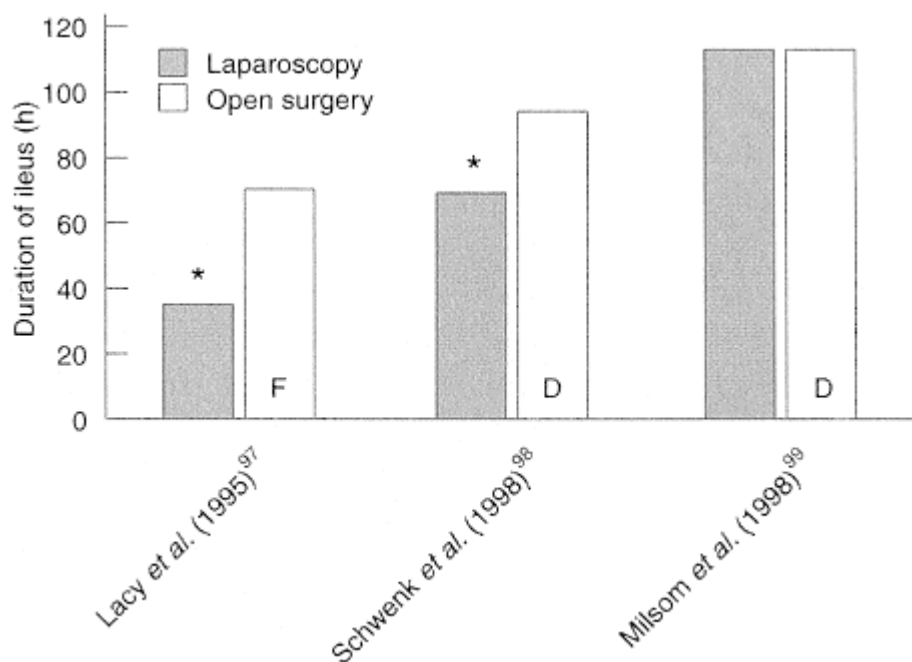 120
100
80
60
40
20
0
Duration of ileus (h)
Laparoscopy
Open surgery
*
*
F
D
D
Lacy et al. (1995)97
Schwenk et al. (1998)98
Milsom et al. (1998)99